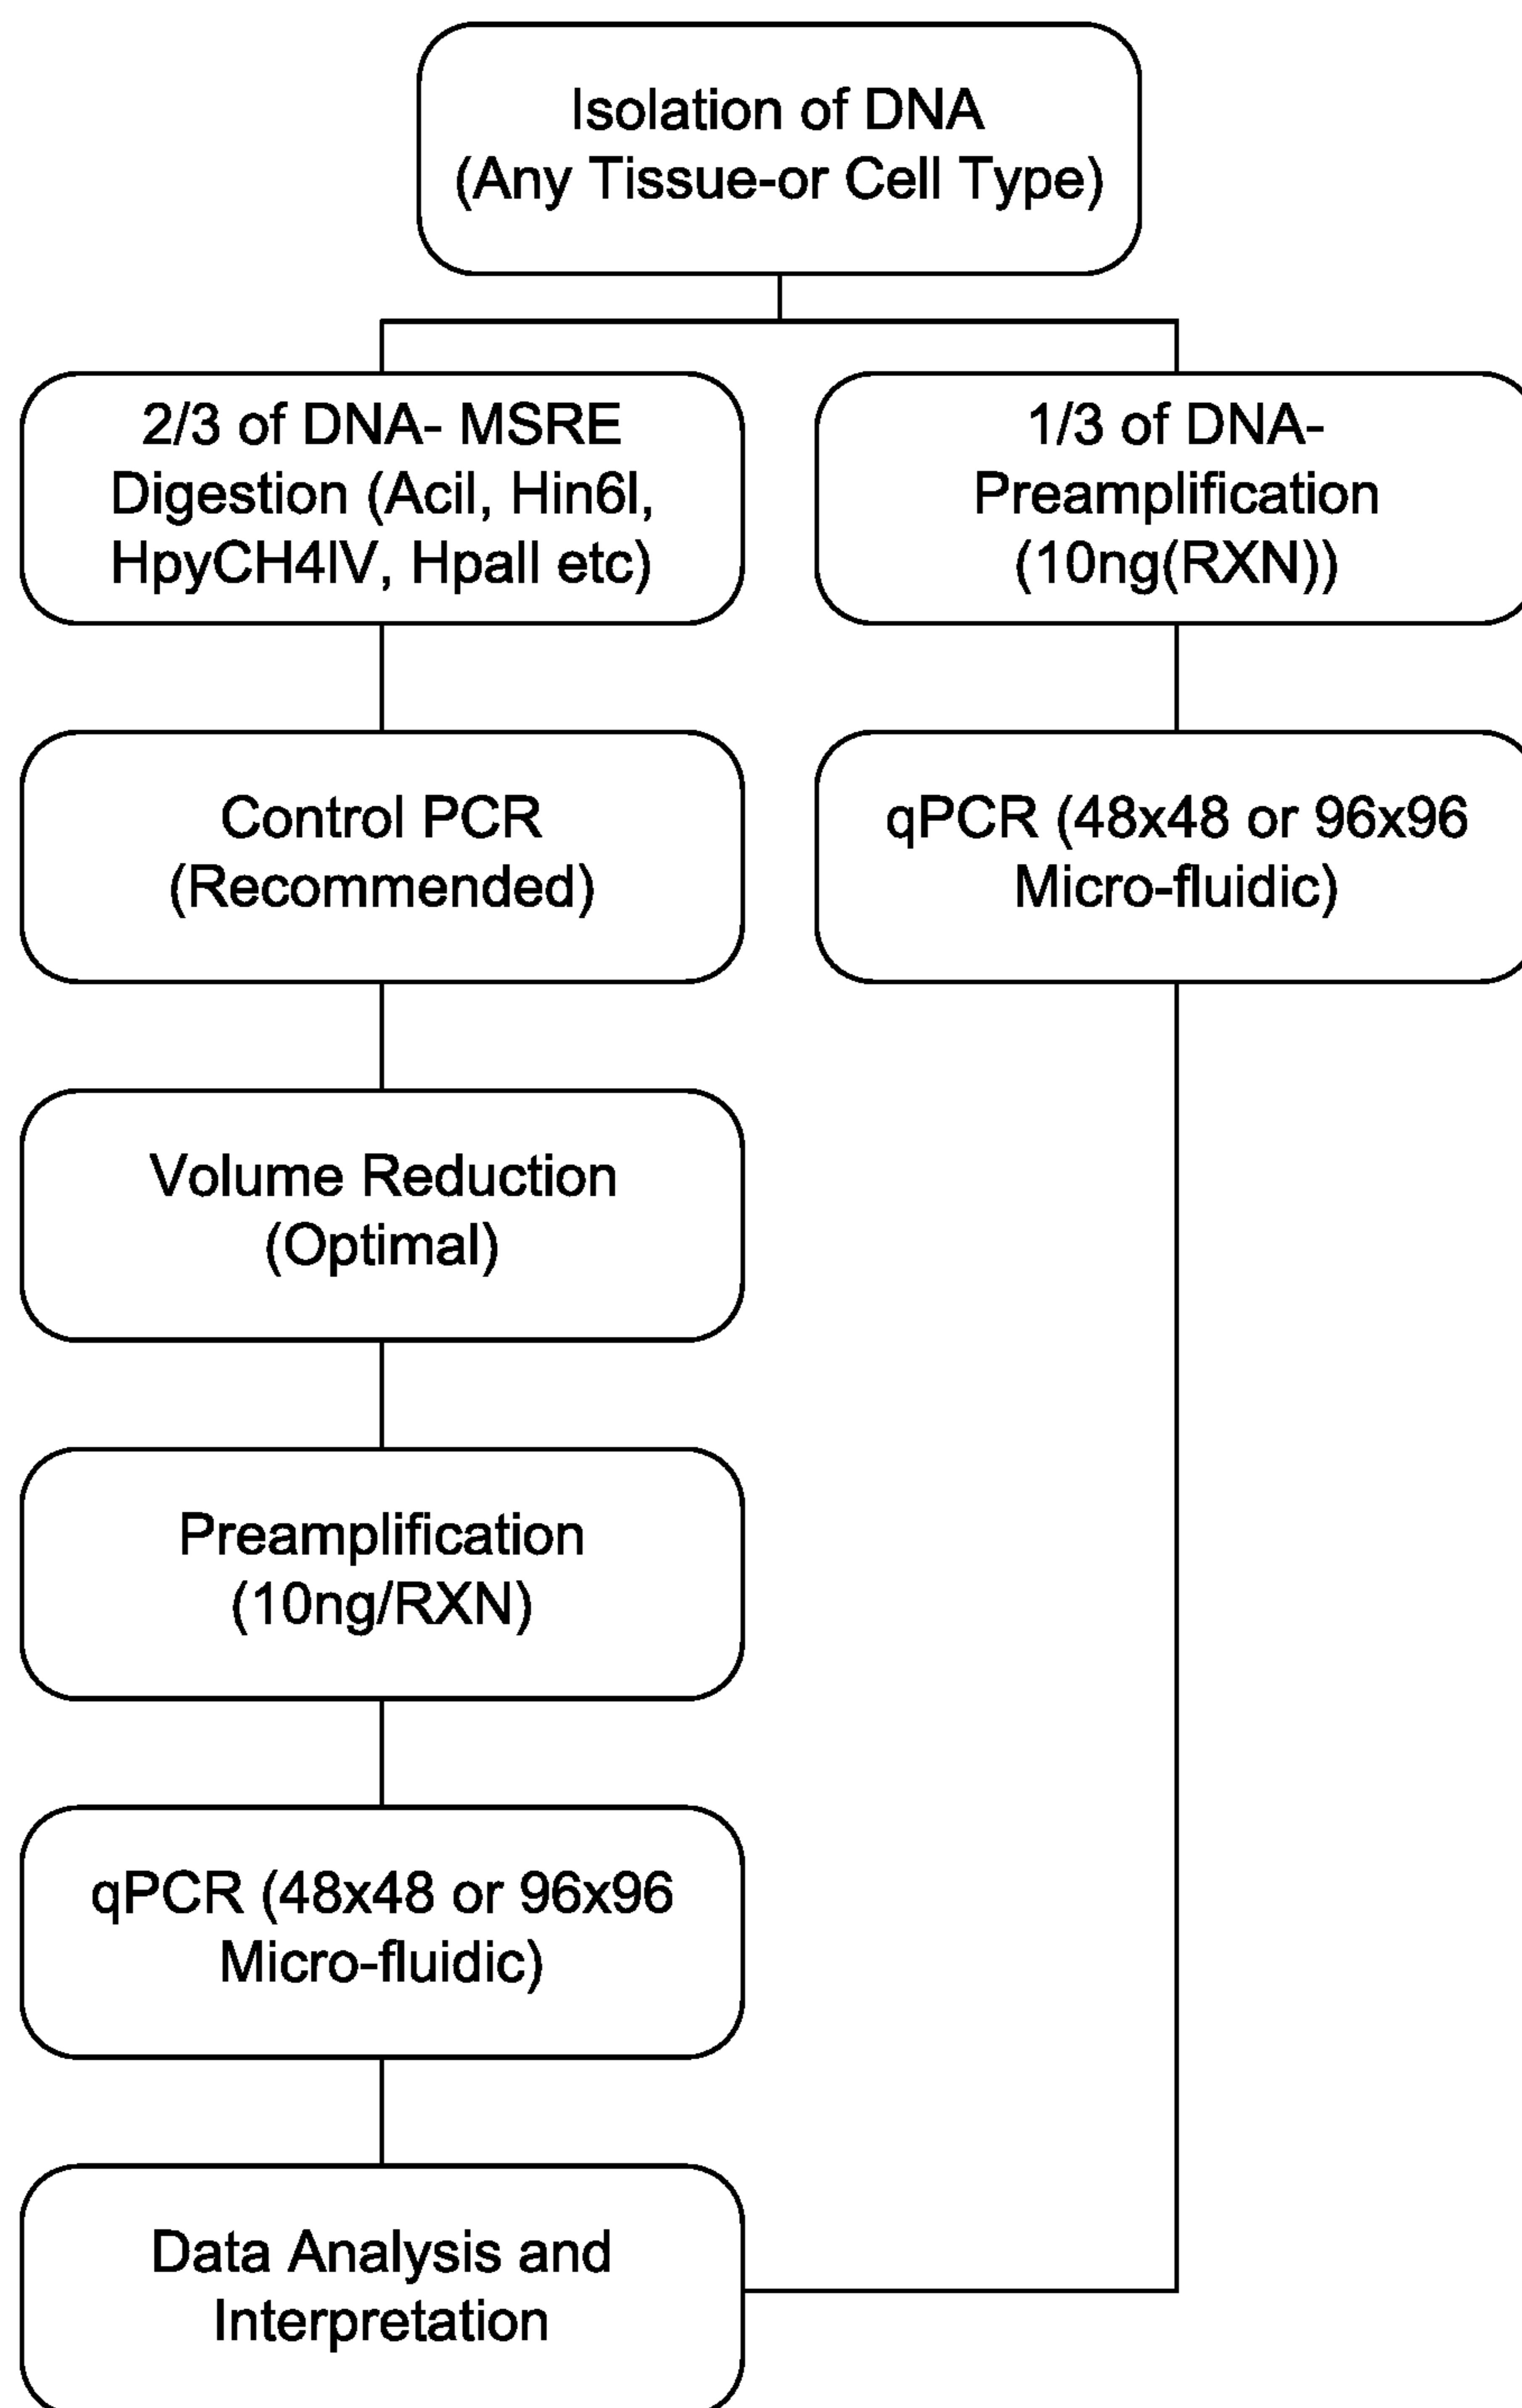 Isolation of DNA
(Any Tissue-or Cell Type)
2/3 of DNA- MSRE
Digestion (AciI, Hin6I,
HpyCH4IV, HpaII etc)
1/3 of DNA-
Preamplification
(10ng(RXN))
Control PCR
(Recommended)
qPCR (48x48 or 96x96
Micro-fluidic)
Volume Reduction
(Optimal)
Preamplification
(10ng/RXN)
qPCR (48x48 or 96x96
Micro-fluidic)
Data Analysis and
Interpretation